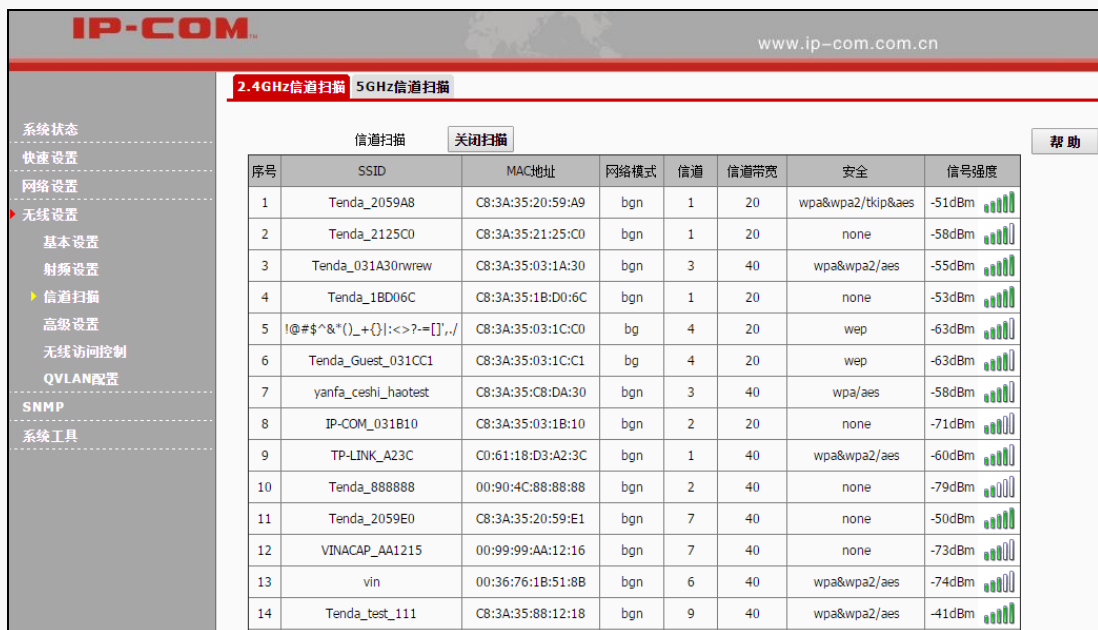 IP-COM
www.ip-com.com.cn
2.4GHz信道扫描 5GHz信道扫描
系统状态
快速设置
网络设置
无线设置
基本设置
射频设置
信道扫描
高级设置
无线访问控制
QVLAN配置
SNMP
系统工具
信道扫描 关闭扫描
帮助
序号 SSID MAC地址 网络模式 信道 信道带宽 安全 信号强度
1 Tenda_2059A8 C8:3A:35:20:59:A9 bgn 1 20 wpa&wpa2/tkip&aes -51dBm
2 Tenda_2125C0 C8:3A:35:21:25:C0 bgn 1 20 none -58dBm
3 Tenda_031A30rwrew C8:3A:35:03:1A:30 bgn 3 40 wpa&wpa2/aes -55dBm
4 Tenda_1BD06C C8:3A:35:1B:D0:6C bgn 1 20 none -53dBm
5 !@#$^&*()_+{}|:<>?-=[]',./ C8:3A:35:03:1C:C0 bg 4 20 wep -63dBm
6 Tenda_Guest_031CC1 C8:3A:35:03:1C:C1 bg 4 20 wep -63dBm
7 yanfa_ceshi_haotest C8:3A:35:C8:DA:30 bgn 3 40 wpa/aes -58dBm
8 IP-COM_031B10 C8:3A:35:03:1B:10 bgn 2 20 none -71dBm
9 TP-LINK_A23C C0:61:18:D3:A2:3C bgn 1 40 wpa&wpa2/aes -60dBm
10 Tenda_888888 00:90:4C:88:88:88 bgn 2 40 none -79dBm
11 Tenda_2059E0 C8:3A:35:20:59:E1 bgn 7 40 none -50dBm
12 VINACAP_AA1215 00:99:99:AA:12:16 bgn 7 40 none -73dBm
13 vin 00:36:76:1B:51:8B bgn 6 40 wpa&wpa2/aes -74dBm
14 Tenda_test_111 C8:3A:35:88:12:18 bgn 9 40 wpa&wpa2/aes -41dBm